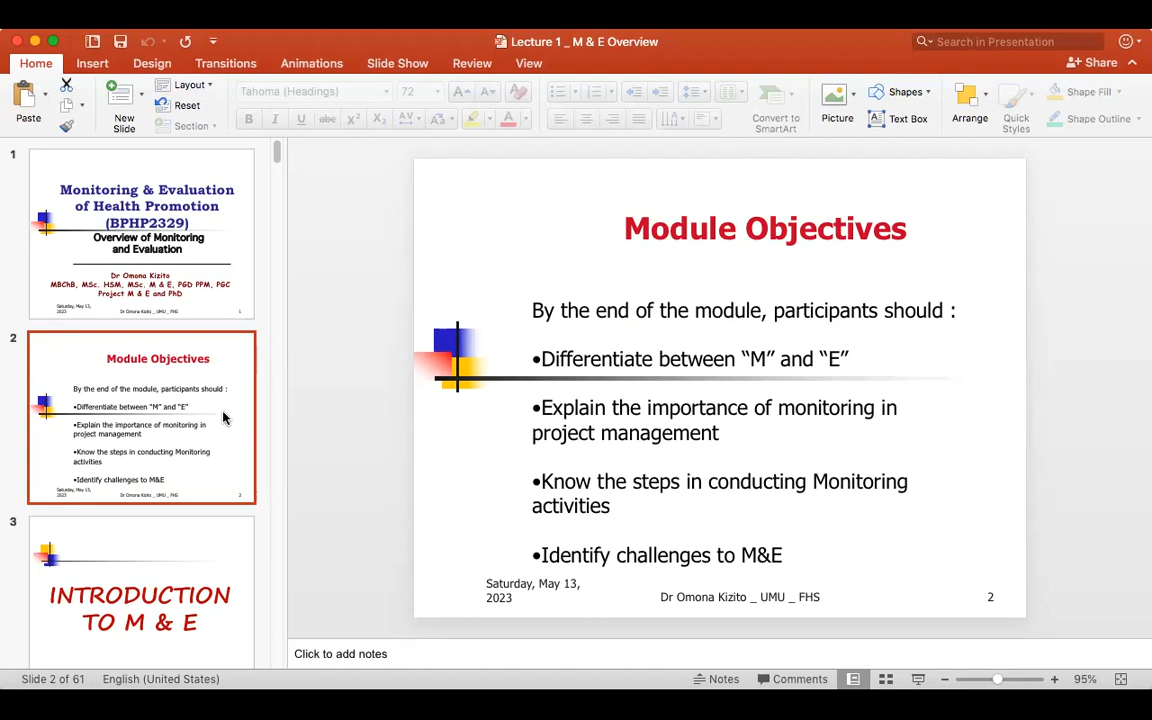 Lecture 1 _ M & E Overview
Search in Presentation
Home Insert Design Transitions Animations Slide Show Review View
Share
Paste
New
Slide
Layout
Reset
Section
Tahoma (Headings)
72
B I U abc X² X₂ AV Aa A
Convert to
SmartArt
Picture
Shapes
Text Box
Arrange
Quick
Styles
Shape Fill
Shape Outline
1
Monitoring & Evaluation
of Health Promotion
(BPHP2329)
Overview of Monitoring
and Evaluation
Dr Omona Kizito
MBChB, MSc. HSM, MSc. M & E, PGD PPM, PGC
Project M & E and PhD
Saturday, May 13,
2023
Dr Omona Kizito _ UMU _ FHS
1
2
Module Objectives
By the end of the module, participants should :
•Differentiate between “M” and “E”
•Explain the importance of monitoring in
project management
•Know the steps in conducting Monitoring
activities
•Identify challenges to M&E
Saturday, May 13,
2023
Dr Omona Kizito _ UMU _ FHS
2
3
INTRODUCTION
TO M & E
Module Objectives
By the end of the module, participants should :
•Differentiate between “M” and “E”
•Explain the importance of monitoring in
project management
•Know the steps in conducting Monitoring
activities
•Identify challenges to M&E
Saturday, May 13,
2023
Dr Omona Kizito _ UMU _ FHS
2
Click to add notes
Slide 2 of 61
English (United States)
Notes
Comments
95%